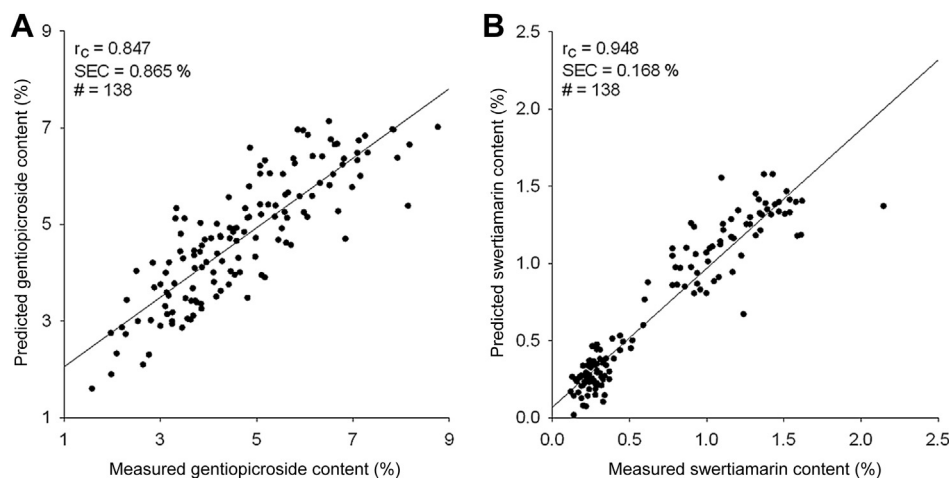 A
rc = 0.847
SEC = 0.865 %
# = 138
Predicted gentiopicroside content (%)
9
7
5
3
1
1 3 5 7 9
Measured gentiopicroside content (%)
B
rc = 0.948
SEC = 0.168 %
# = 138
Predicted swertiamarin content (%)
2.5
2.0
1.5
1.0
0.5
0.0
0.0 0.5 1.0 1.5 2.0 2.5
Measured swertiamarin content (%)